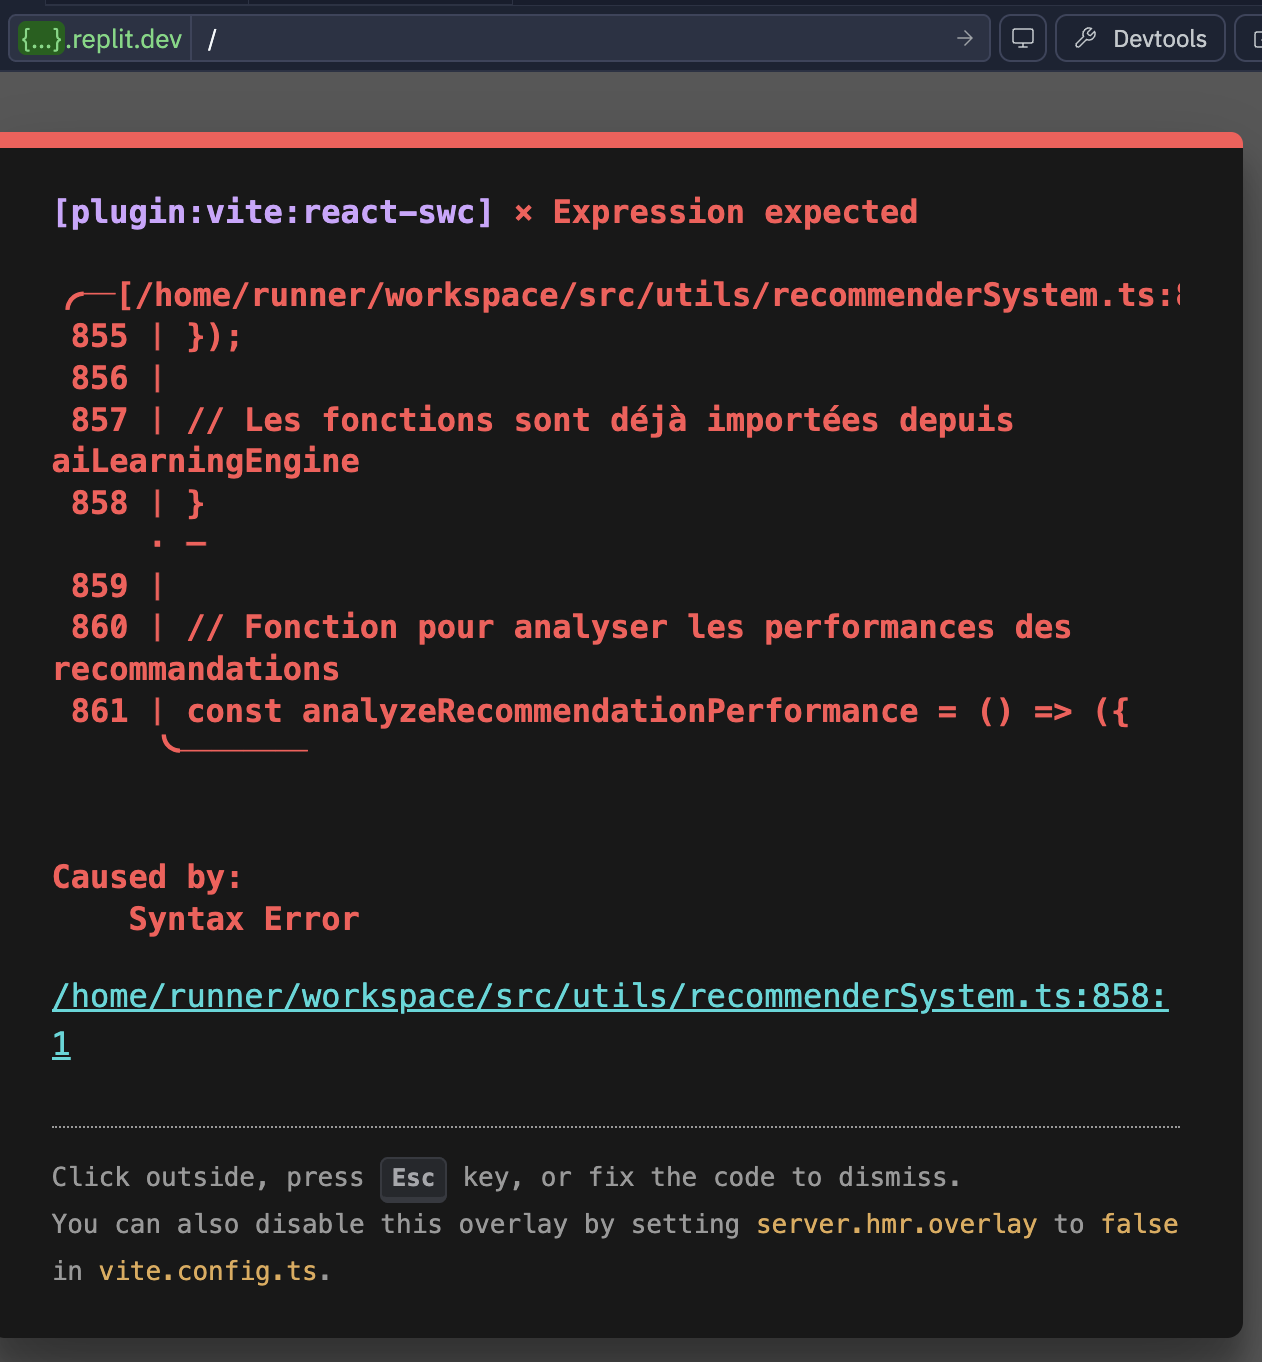 {...}.replit.dev / → Devtools
[plugin:vite:react-swc] × Expression expected
╭──[/home/runner/workspace/src/utils/recommenderSystem.ts:
855 | });
856 |
857 | // Les fonctions sont déjà importées depuis
aiLearningEngine
858 | }
· —
859 |
860 | // Fonction pour analyser les performances des
recommandations
861 | const analyzeRecommendationPerformance = () => ({
╰────
Caused by:
Syntax Error
/home/runner/workspace/src/utils/recommenderSystem.ts:858:
1
Click outside, press Esc key, or fix the code to dismiss.
You can also disable this overlay by setting server.hmr.overlay to false
in vite.config.ts.